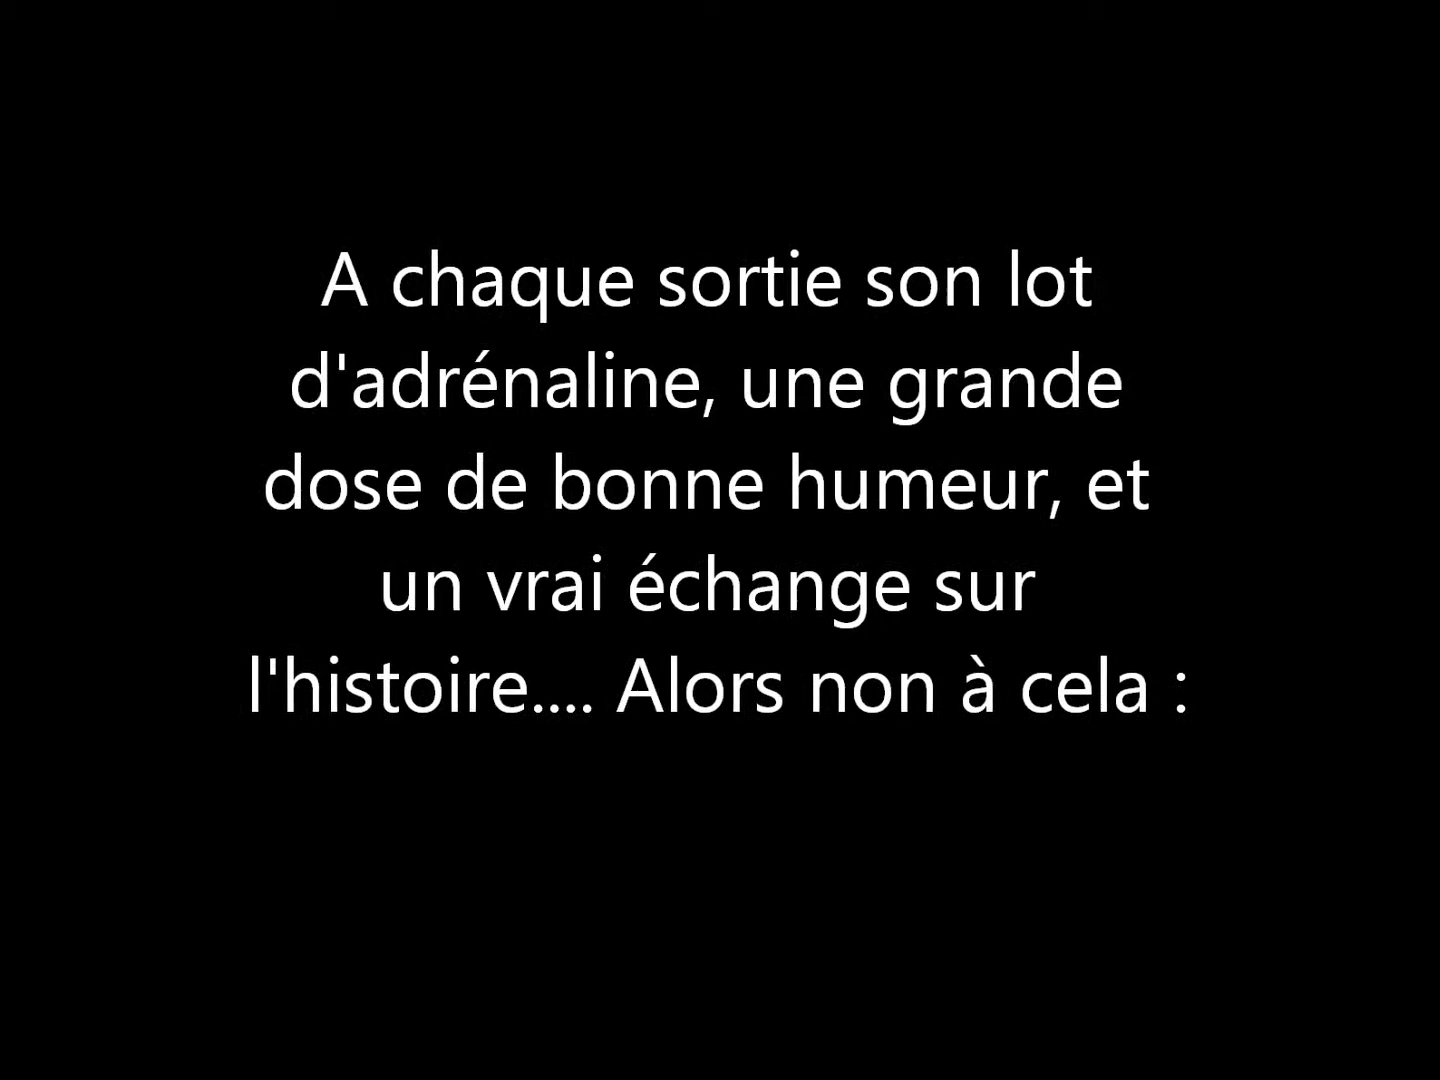 A chaque sortie son lot
d'adrénaline, une grande
dose de bonne humeur, et
un vrai échange sur
l'histoire.... Alors non à cela :